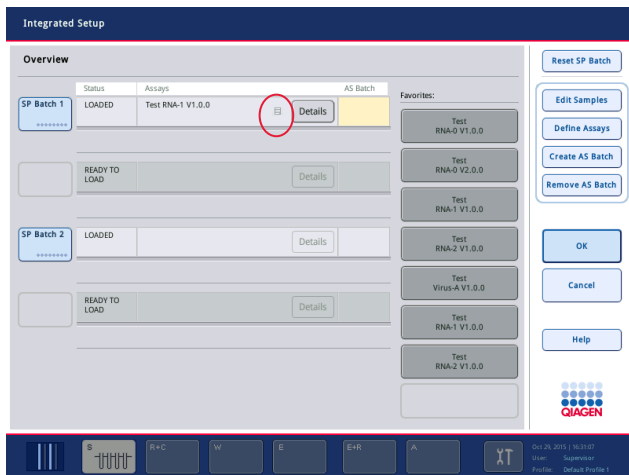 Integrated Setup
Overview
Reset SP Batch
Status Assays AS Batch
Favorites:
SP Batch 1
LOADED
Test RNA-1 V1.0.0
Details
Edit Samples
Define Assays
Create AS Batch
Remove AS Batch
Test
RNA-0 V1.0.0
READY TO
LOAD
Details
Test
RNA-0 V2.0.0
Test
RNA-1 V1.0.0
SP Batch 2
LOADED
Details
Test
RNA-2 V1.0.0
OK
Test
Virus-A V1.0.0
Cancel
READY TO
LOAD
Details
Test
RNA-1 V1.0.0
Help
Test
RNA-2 V1.0.0
QIAGEN
S R+C W E E+R A
Oct 29, 2015 | 16:31:07
User: Supervisor
Profile: Default Profile 1